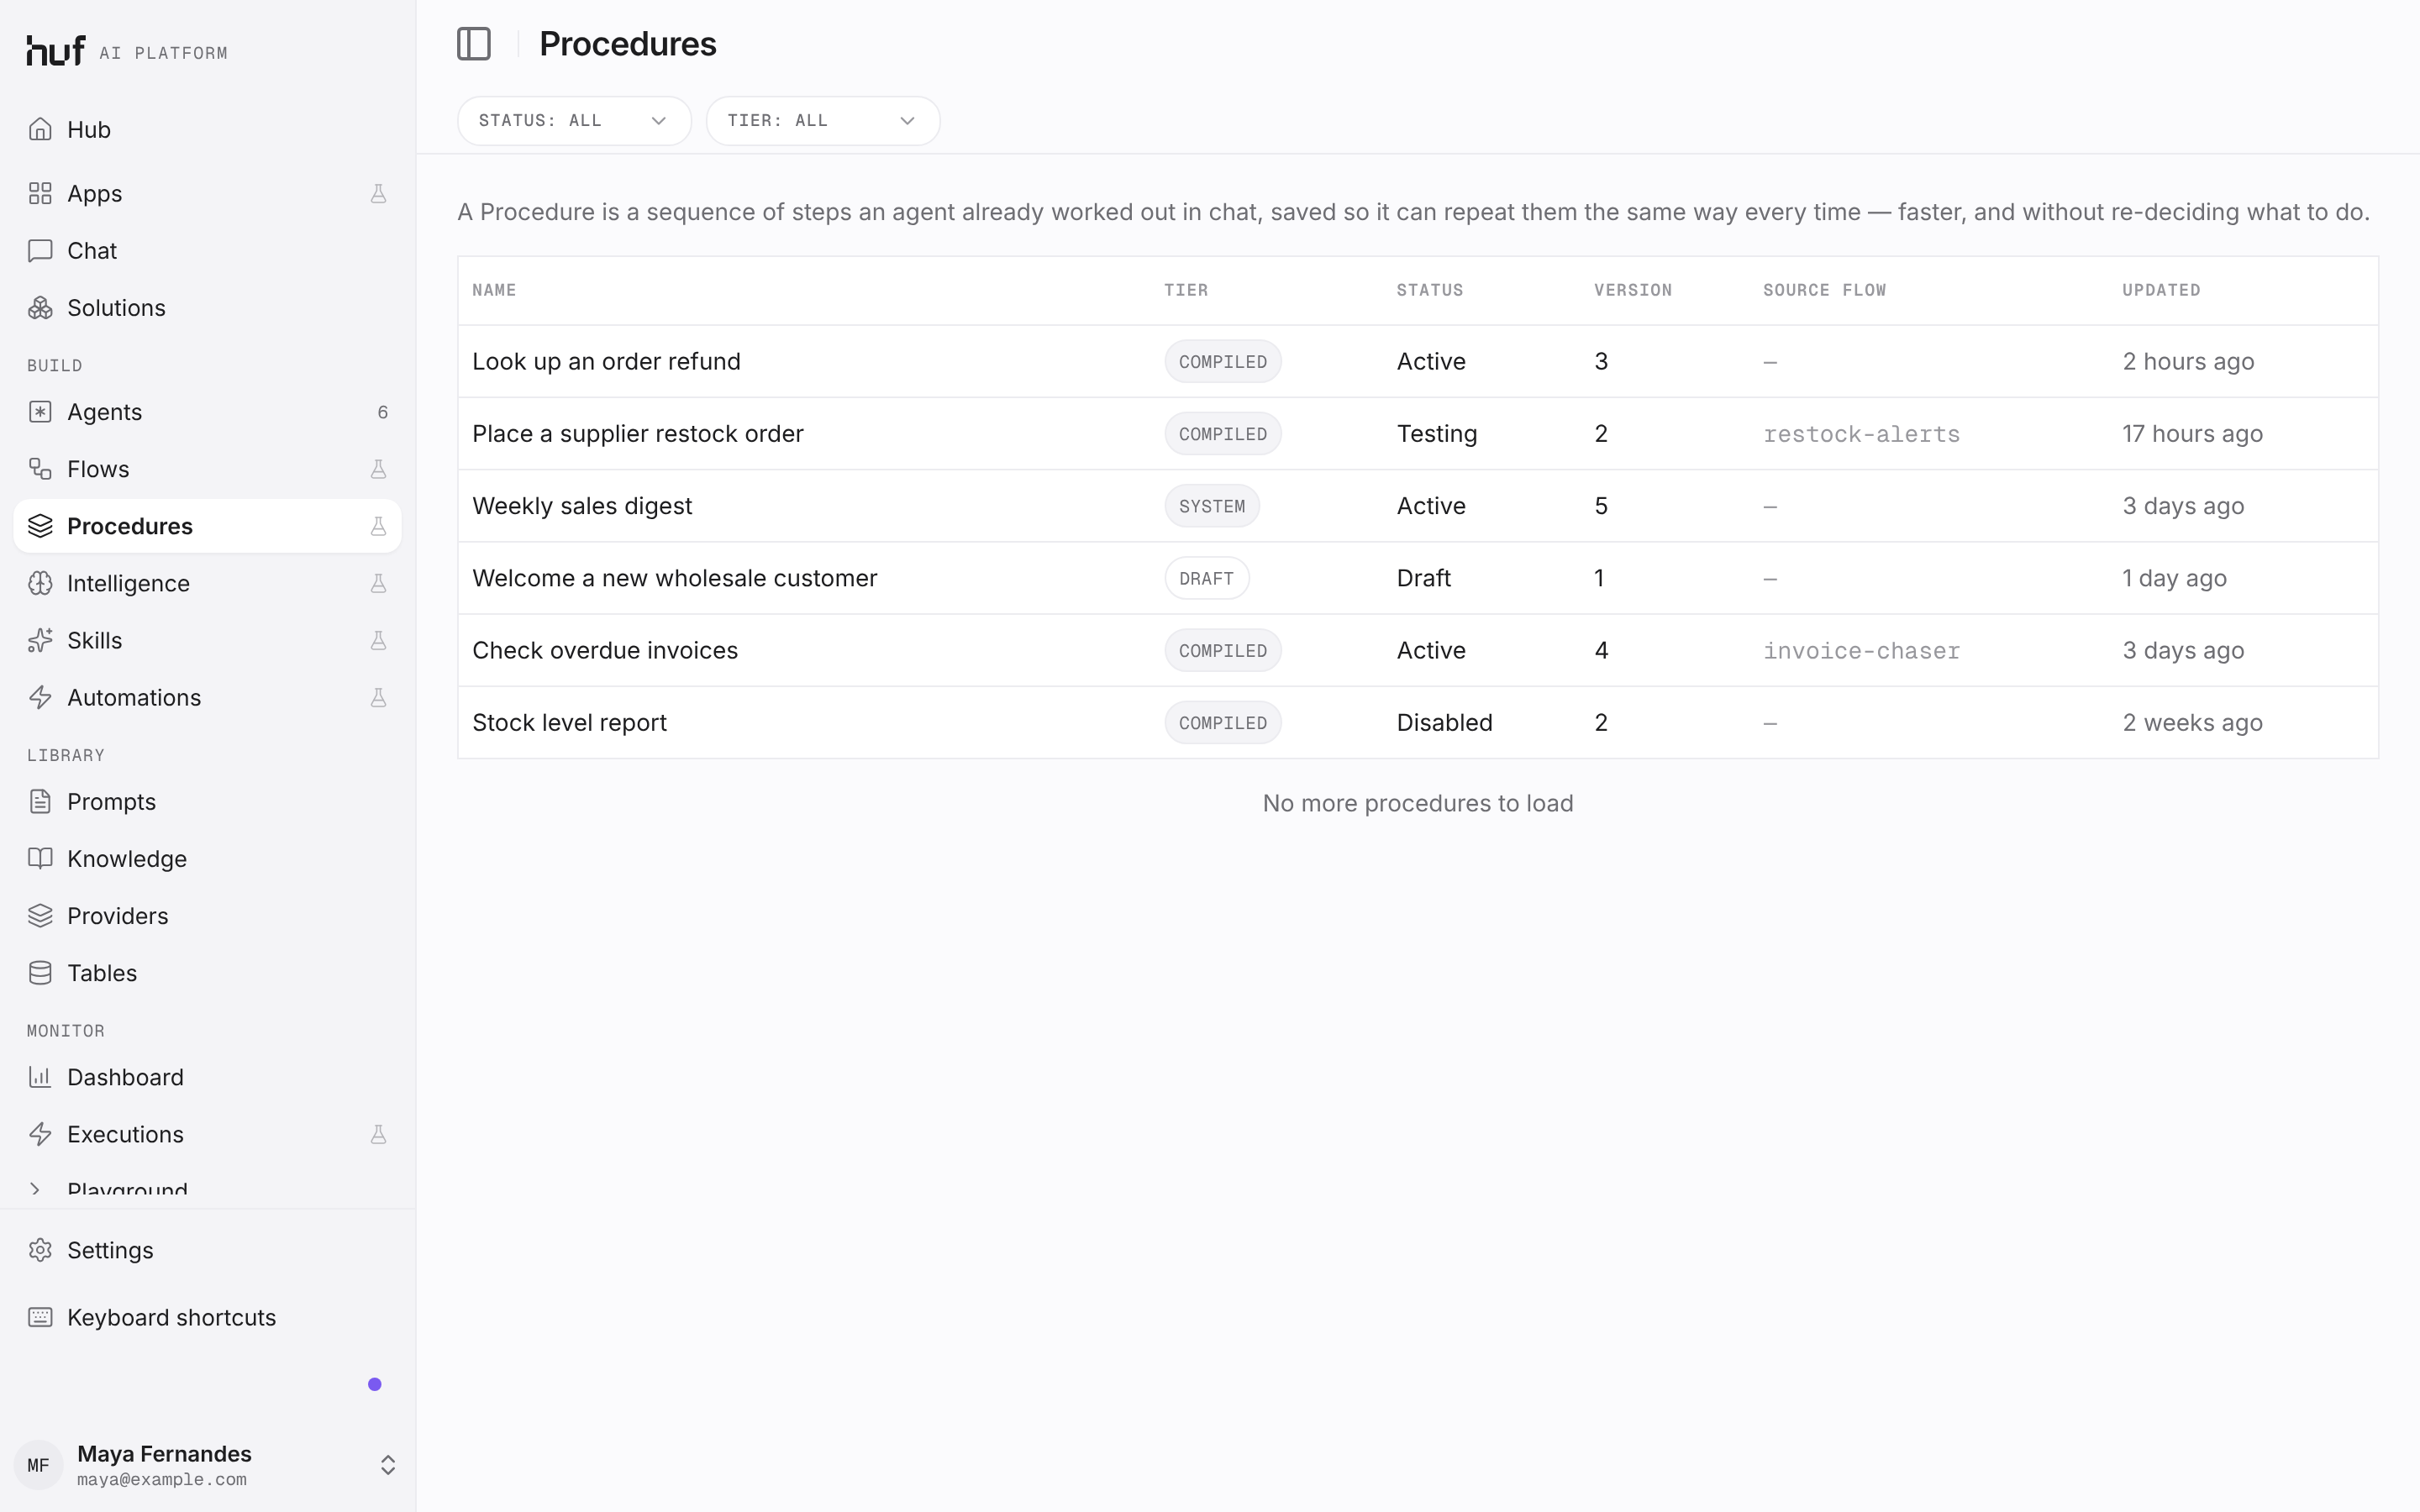 huf AI PLATFORM
Hub
Apps
Chat
Solutions
BUILD
Agents 6
Flows
Procedures
Intelligence
Skills
Automations
LIBRARY
Prompts
Knowledge
Providers
Tables
MONITOR
Dashboard
Executions
Playground
Settings
Keyboard shortcuts
MF
Maya Fernandes
maya@example.com
Procedures
STATUS: ALL
TIER: ALL
A Procedure is a sequence of steps an agent already worked out in chat, saved so it can repeat them the same way every time — faster, and without re-deciding what to do.
NAME TIER STATUS VERSION SOURCE FLOW UPDATED
Look up an order refund COMPILED Active 3 – 2 hours ago
Place a supplier restock order COMPILED Testing 2 restock-alerts 17 hours ago
Weekly sales digest SYSTEM Active 5 – 3 days ago
Welcome a new wholesale customer DRAFT Draft 1 – 1 day ago
Check overdue invoices COMPILED Active 4 invoice-chaser 3 days ago
Stock level report COMPILED Disabled 2 – 2 weeks ago
No more procedures to load